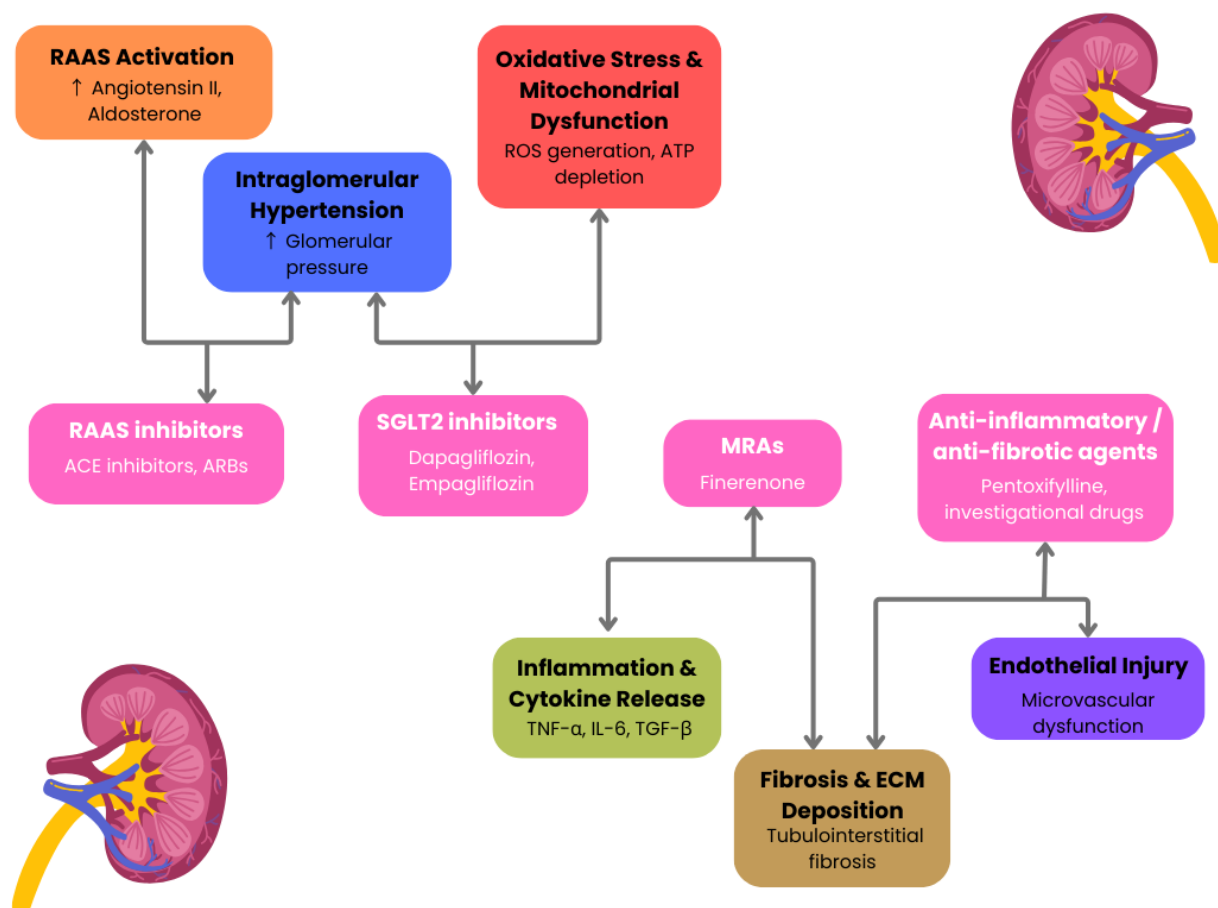 RAAS Activation
↑ Angiotensin II,
Aldosterone
Oxidative Stress &
Mitochondrial
Dysfunction
ROS generation, ATP
depletion
Intraglomerular
Hypertension
↑ Glomerular
pressure
RAAS inhibitors
ACE inhibitors, ARBs
SGLT2 inhibitors
Dapagliflozin,
Empagliflozin
MRAs
Finerenone
Anti-inflammatory /
anti-fibrotic agents
Pentoxifylline,
investigational drugs
Inflammation &
Cytokine Release
TNF-α, IL-6, TGF-β
Endothelial Injury
Microvascular
dysfunction
Fibrosis & ECM
Deposition
Tubulointerstitial
fibrosis